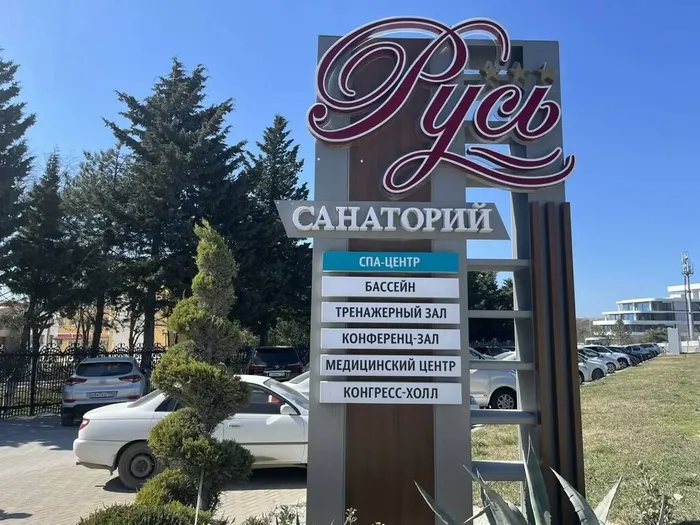 Русь
САНАТОРИЙ
СПА-ЦЕНТР
БАССЕЙН
ТРЕНАЖЕРНЫЙ ЗАЛ
КОНФЕРЕНЦ-ЗАЛ
МЕДИЦИНСКИЙ ЦЕНТР
КОНГРЕСС-ХОЛЛ